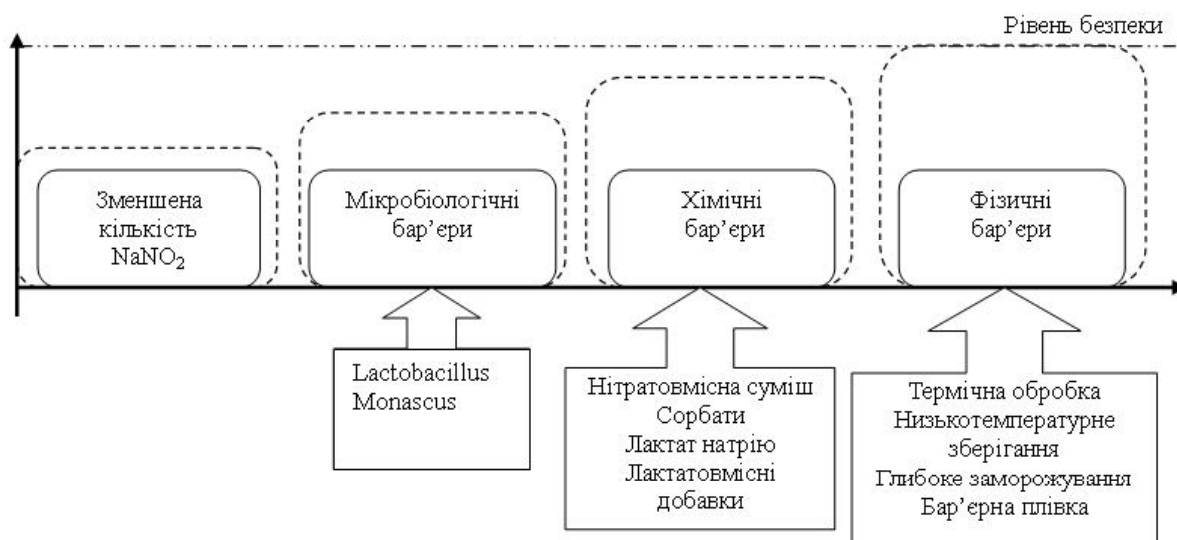 Рівень безпеки
Зменшена
кількість
NaNO₂
Мікробіологічні
бар’єри
Хімічні
бар’єри
Фізичні
бар’єри
Lactobacillus
Monascus
Нітратовмісна суміш
Сорбати
Лактат натрію
Лактатовмісні
добавки
Термічна обробка
Низькотемпературне
зберігання
Глибоке заморожування
Бар’єрна плівка